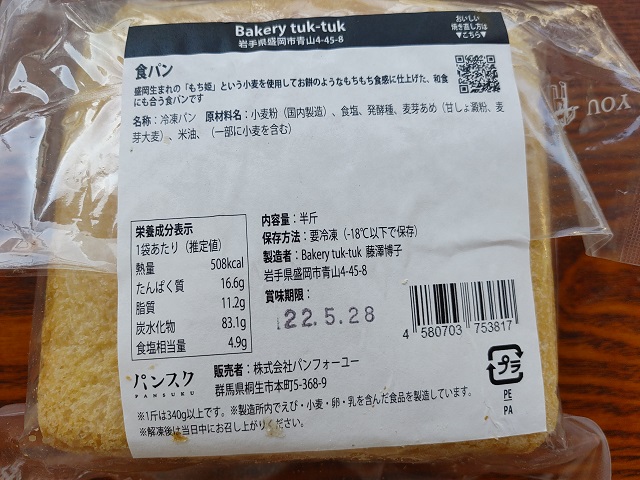 Bakery tuk-tuk
岩手県盛岡市青山4-45-8
おいしい
焼き直し方は
▼こちら▼
食パン
盛岡生まれの「もち姫」という小麦を使用してお餅のようなもちもち食感に仕上げた、和食
にも合う食パンです
名称：冷凍パン 原材料名：小麦粉（国内製造）、食塩、発酵種、麦芽あめ（甘しょ澱粉、麦
芽大麦）、米油、（一部に小麦を含む）
栄養成分表示
1袋あたり（推定値）
熱量 508kcal
たんぱく質 16.6g
脂質 11.2g
炭水化物 83.1g
食塩相当量 4.9g
内容量：半斤
保存方法：要冷凍（-18℃以下で保存）
製造者：Bakery tuk-tuk 藤澤博子
岩手県盛岡市青山4-45-8
賞味期限：
22.5.28
4 580703 753817
パンスク
PANSUKU
販売者：株式会社パンフォーユー
群馬県桐生市本町5-368-9
プラ
PE
PA
※1斤は340g以上です。※製造所内でえび・小麦・卵・乳を含んだ食品を製造しています。
※解凍後は当日中にお召し上がりください。
YOU